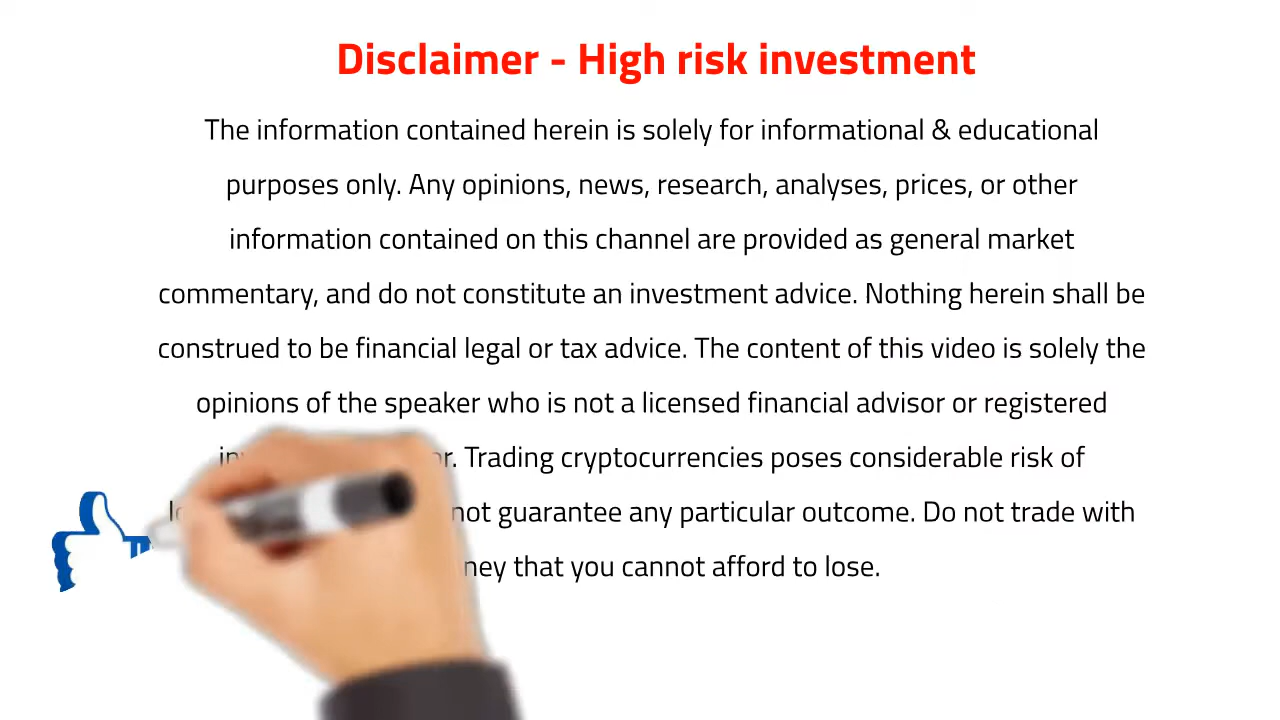 Disclaimer - High risk investment
The information contained herein is solely for informational & educational
purposes only. Any opinions, news, research, analyses, prices, or other
information contained on this channel are provided as general market
commentary, and do not constitute an investment advice. Nothing herein shall be
construed to be financial legal or tax advice. The content of this video is solely the
opinions of the speaker who is not a licensed financial advisor or registered
Trading cryptocurrencies poses considerable risk of
not guarantee any particular outcome. Do not trade with
that you cannot afford to lose.